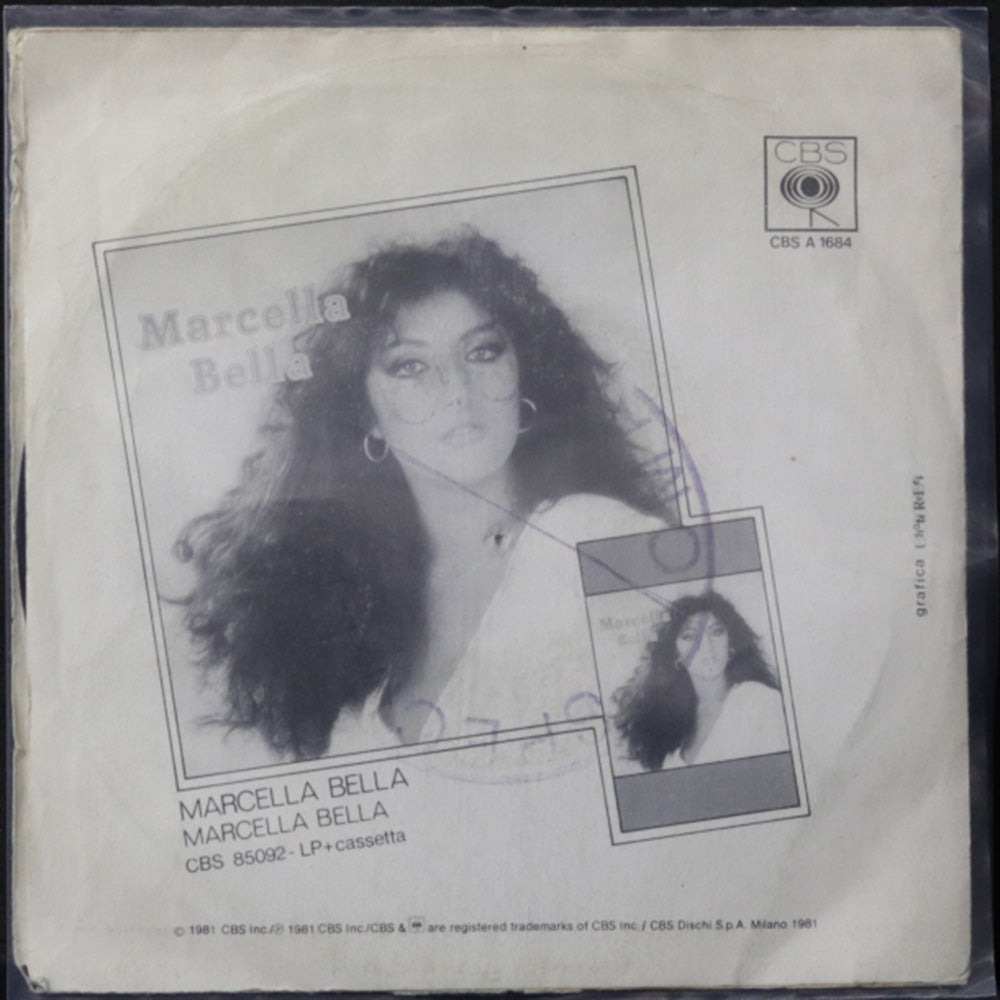 CBS
CBS A 1684
Marcella
Bella
Marcella
Bella
grafica
MARCELLA BELLA
MARCELLA BELLA
CBS 85092 - LP+cassetta
© 1981 CBS Inc./℗ 1981 CBS Inc./CBS & are registered trademarks of CBS Inc. / CBS Dischi S.p.A. Milano 1981